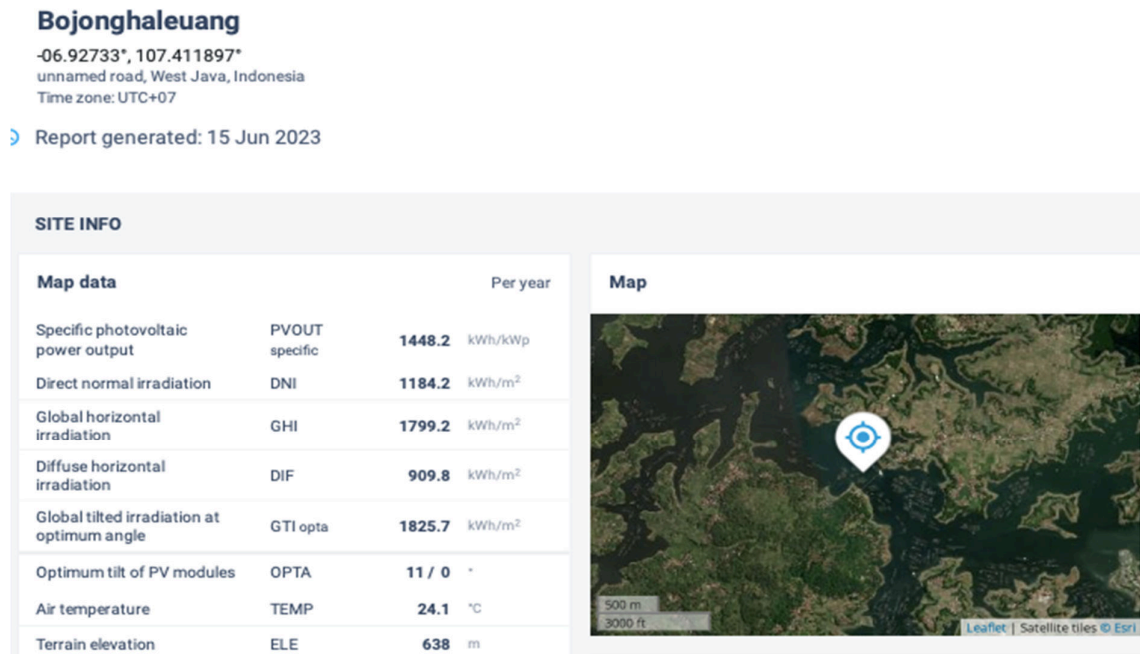 Bojonghaleuang
-06.92733°, 107.411897°
unnamed road, West Java, Indonesia
Time zone: UTC+07
Report generated: 15 Jun 2023
SITE INFO
Map data Per year
Specific photovoltaic power output PVOUT specific 1448.2 kWh/kWp
Direct normal irradiation DNI 1184.2 kWh/m²
Global horizontal irradiation GHI 1799.2 kWh/m²
Diffuse horizontal irradiation DIF 909.8 kWh/m²
Global tilted irradiation at optimum angle GTI opta 1825.7 kWh/m²
Optimum tilt of PV modules OPTA 11 / 0 °
Air temperature TEMP 24.1 °C
Terrain elevation ELE 638 m
Map
500 m
3000 ft
Leaflet | Satellite tiles © Esri